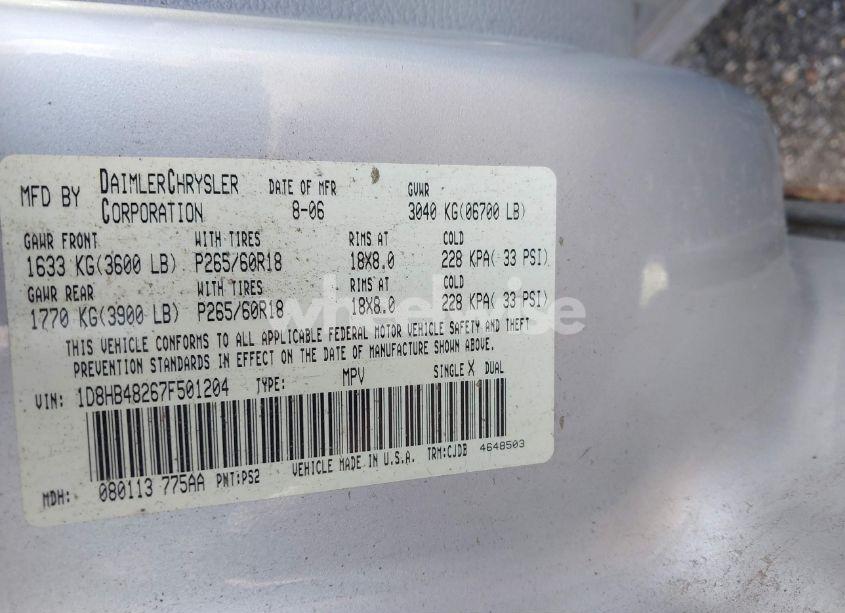 MFD BY DAIMLERCHRYSLER CORPORATION DATE OF MFR 8-06 GVWR 3040 KG(06700 LB)
GAWR FRONT WITH TIRES RIMS AT COLD
1633 KG(3600 LB) P265/60R18 18X8.0 228 KPA( 33 PSI)
GAWR REAR WITH TIRES RIMS AT COLD
1770 KG(3900 LB) P265/60R18 18X8.0 228 KPA( 33 PSI)
wheelwise
THIS VEHICLE CONFORMS TO ALL APPLICABLE FEDERAL MOTOR VEHICLE SAFETY AND THEFT
PREVENTION STANDARDS IN EFFECT ON THE DATE OF MANUFACTURE SHOWN ABOVE.
VIN: 1D8HB48267F501204 TYPE: MPV SINGLE X DUAL
MDH: 080113 775AA PNT:PS2 VEHICLE MADE IN U.S.A. TRM:CJDB 4648503